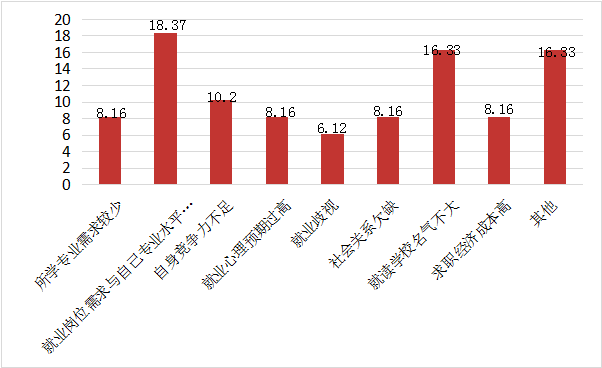 20
18
16
14
12
10
8
6
4
2
0
8.16
18.37
10.2
8.16
6.12
8.16
16.33
8.16
16.33
所学专业需求较少
就业岗位需求与自己专业水平…
自身竞争力不足
就业心理预期过高
就业歧视
社会关系欠缺
就读学校名气不大
求职经济成本高
其他